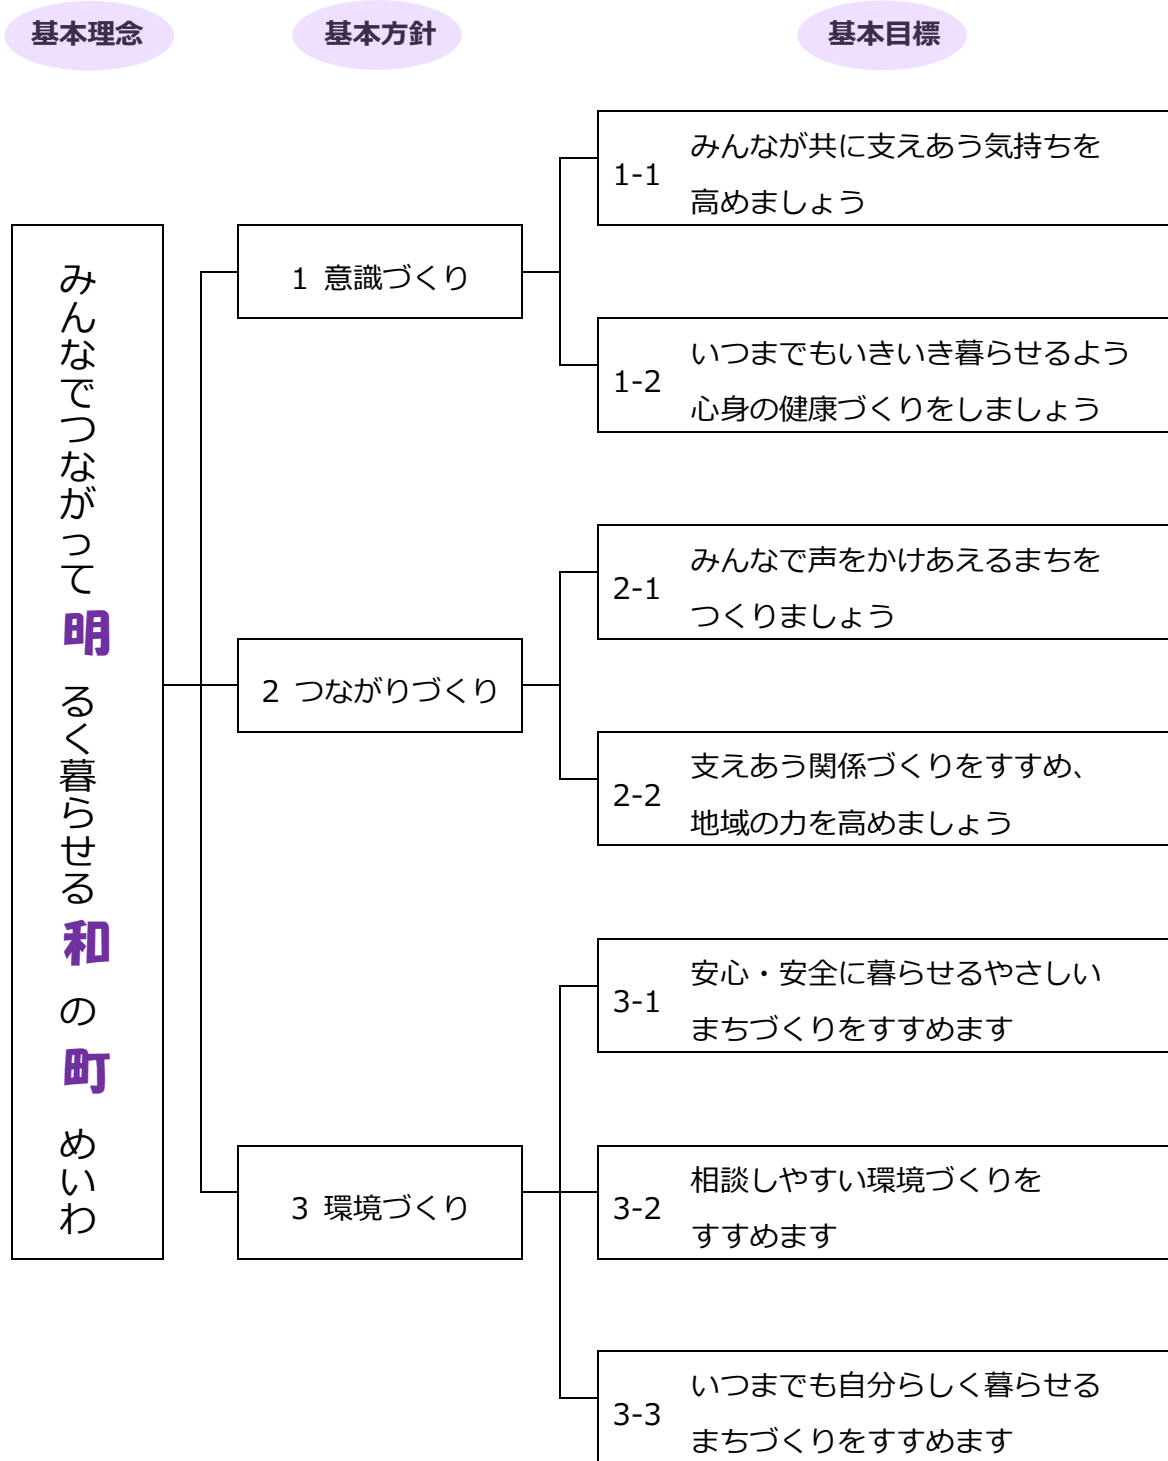 基本理念
基本方針
基本目標
みんなでつながって明るく暮らせる和の町めいわ
1 意識づくり
1-1
みんなが共に支えあう気持ちを
高めましょう
1-2
いつまでもいきいき暮らせるよう
心身の健康づくりをしましょう
2 つながりづくり
2-1
みんなで声をかけあえるまちを
つくりましょう
2-2
支えあう関係づくりをすすめ、
地域の力を高めましょう
3 環境づくり
3-1
安心・安全に暮らせるやさしい
まちづくりをすすめます
3-2
相談しやすい環境づくりを
すすめます
3-3
いつまでも自分らしく暮らせる
まちづくりをすすめます